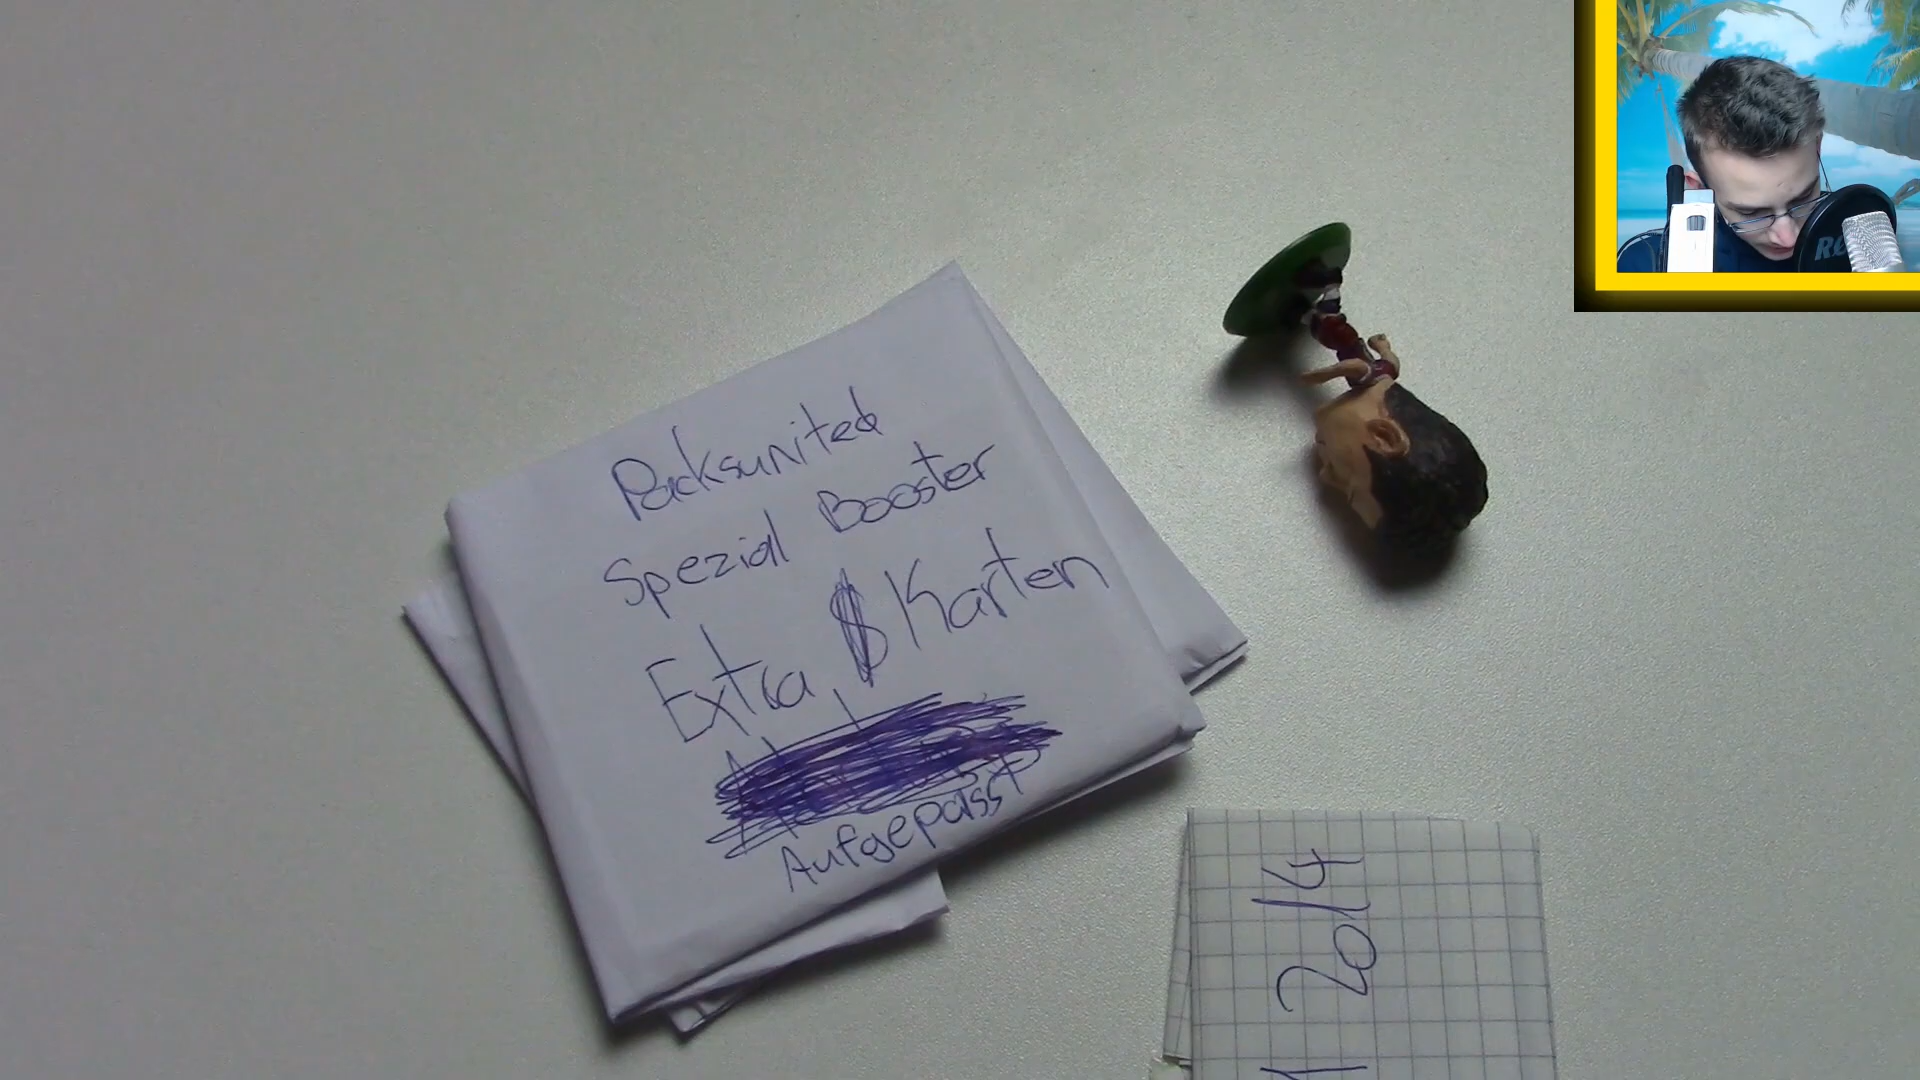 Packsunited
Spezial Booster
Extra $ Karten
Aufgepasst
2014